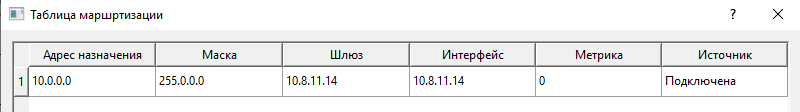 Таблица маршртизации
? ×
Адрес назначения Маска Шлюз Интерфейс Метрика Источник
1 10.0.0.0 255.0.0.0 10.8.11.14 10.8.11.14 0 Подключена